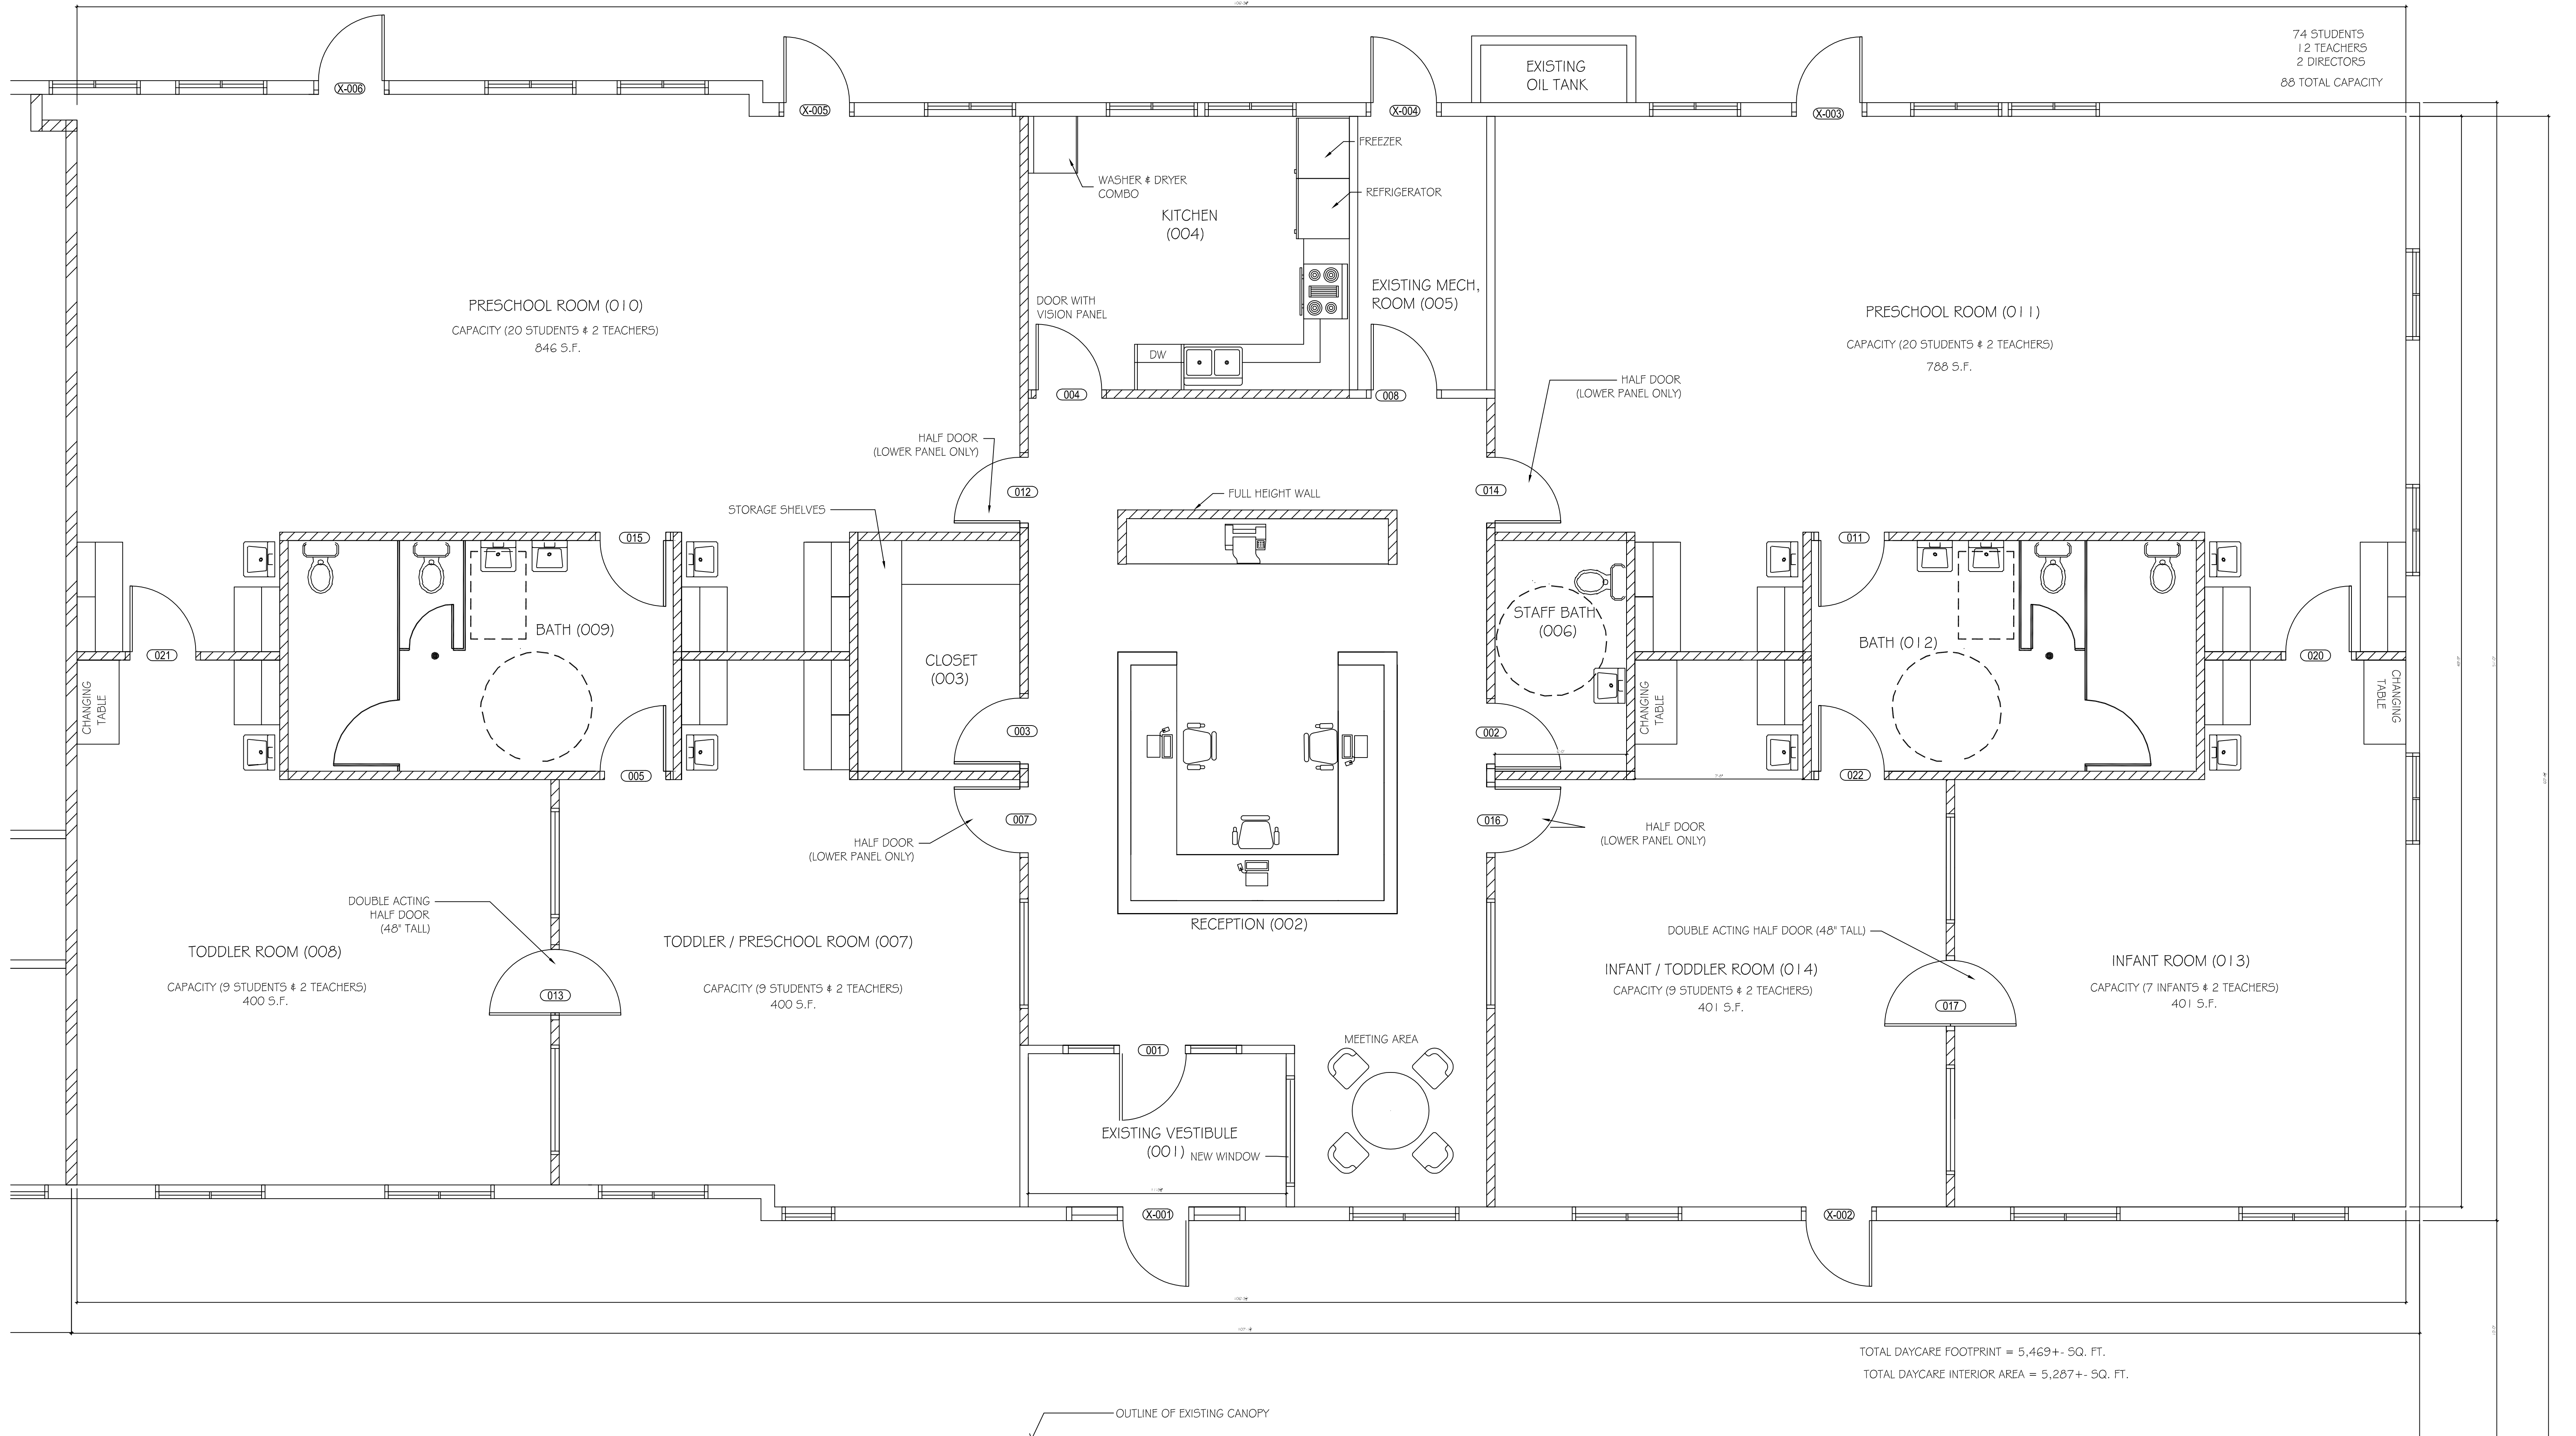 74 STUDENTS
12 TEACHERS
2 DIRECTORS
88 TOTAL CAPACITY
EXISTING
OIL TANK
X-006
X-005
X-004
X-003
FREEZER
WASHER & DRYER
COMBO
REFRIGERATOR
KITCHEN
(004)
EXISTING MECH,
ROOM (005)
DOOR WITH
VISION PANEL
DW
004
008
PRESCHOOL ROOM (010)
CAPACITY (20 STUDENTS & 2 TEACHERS)
846 S.F.
PRESCHOOL ROOM (011)
CAPACITY (20 STUDENTS & 2 TEACHERS)
788 S.F.
HALF DOOR
(LOWER PANEL ONLY)
HALF DOOR
(LOWER PANEL ONLY)
012
014
STORAGE SHELVES
FULL HEIGHT WALL
015
011
BATH (009)
STAFF BATH
(006)
BATH (012)
021
020
CLOSET
(003)
CHANGING
TABLE
CHANGING
TABLE
CHANGING
TABLE
003
002
005
022
007
016
HALF DOOR
(LOWER PANEL ONLY)
HALF DOOR
(LOWER PANEL ONLY)
DOUBLE ACTING
HALF DOOR
(48" TALL)
RECEPTION (002)
DOUBLE ACTING HALF DOOR (48" TALL)
TODDLER ROOM (008)
CAPACITY (9 STUDENTS & 2 TEACHERS)
400 S.F.
013
TODDLER / PRESCHOOL ROOM (007)
CAPACITY (9 STUDENTS & 2 TEACHERS)
400 S.F.
INFANT / TODDLER ROOM (014)
CAPACITY (9 STUDENTS & 2 TEACHERS)
401 S.F.
017
INFANT ROOM (013)
CAPACITY (7 INFANTS & 2 TEACHERS)
401 S.F.
MEETING AREA
001
EXISTING VESTIBULE
(001)
NEW WINDOW
X-001
X-002
TOTAL DAYCARE FOOTPRINT = 5,469+- SQ. FT.
TOTAL DAYCARE INTERIOR AREA = 5,287+- SQ. FT.
OUTLINE OF EXISTING CANOPY